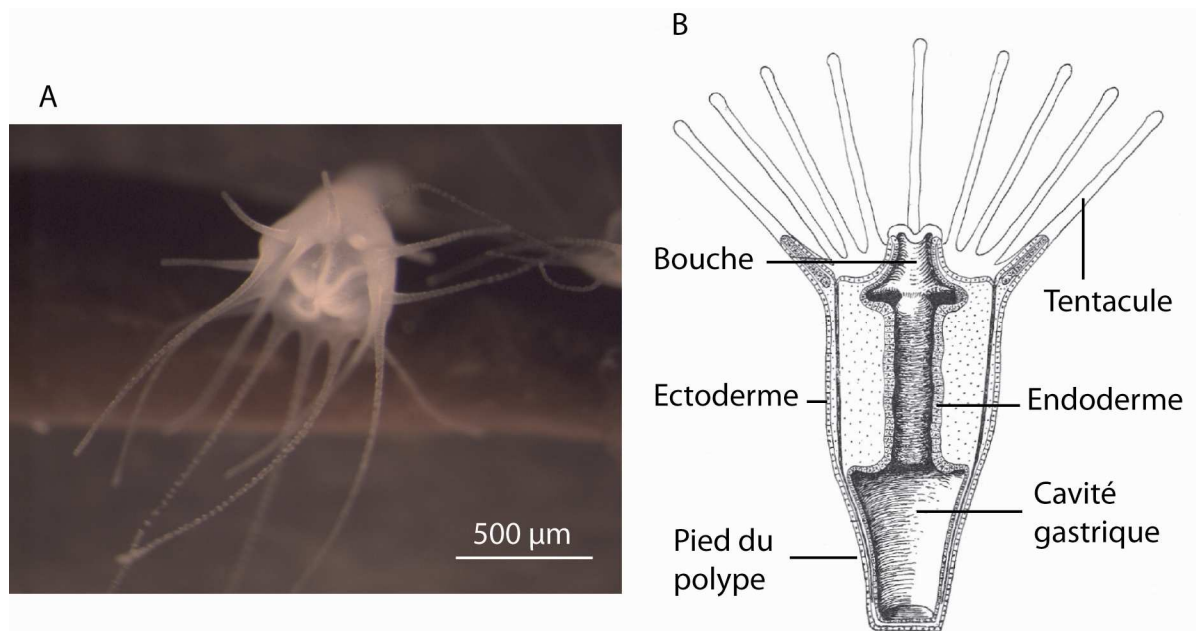 A
500 µm
B
Bouche
Tentacule
Ectoderme
Endoderme
Cavité
gastrique
Pied du
polype